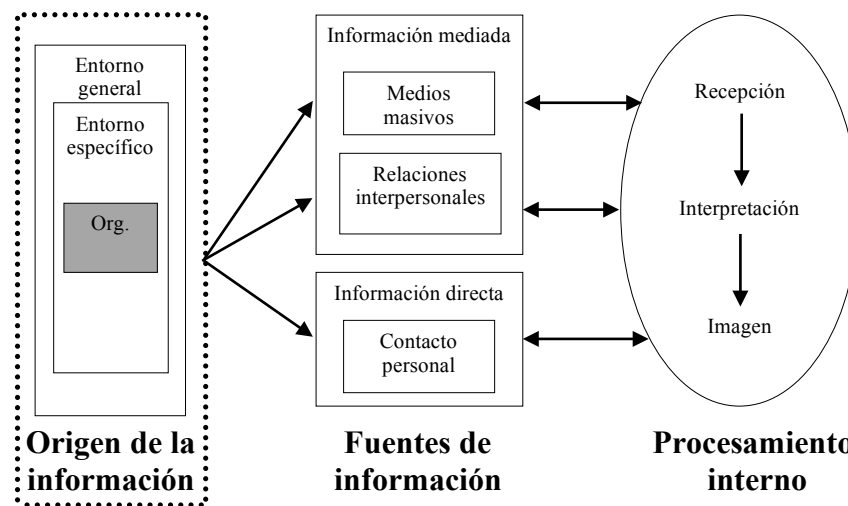 Entorno
general
Entorno
específico
Org.
Origen de la
información
Información mediada
Medios
masivos
Relaciones
interpersonales
Información directa
Contacto
personal
Fuentes de
información
Recepción
Interpretación
Imagen
Procesamiento
interno